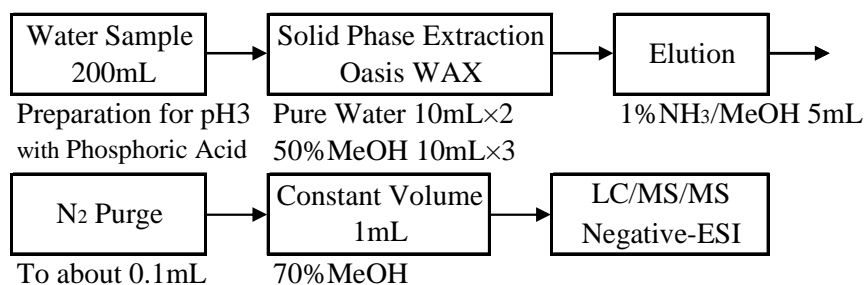 Water Sample
200mL
Solid Phase Extraction
Oasis WAX
Elution
Preparation for pH3
with Phosphoric Acid
Pure Water 10mL×2
50%MeOH 10mL×3
1%NH3/MeOH 5mL
N2 Purge
Constant Volume
1mL
LC/MS/MS
Negative-ESI
To about 0.1mL
70%MeOH